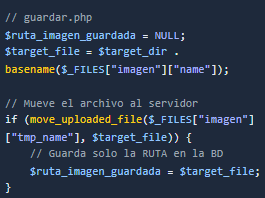 // guardar.php
$ruta_imagen_guardada = NULL;
$target_file = $target_dir .
basename($_FILES["imagen"]["name"]);

// Mueve el archivo al servidor
if (move_uploaded_file($_FILES["imagen"]
["tmp_name"], $target_file)) {
    // Guarda solo la RUTA en la BD
    $ruta_imagen_guardada = $target_file;
}